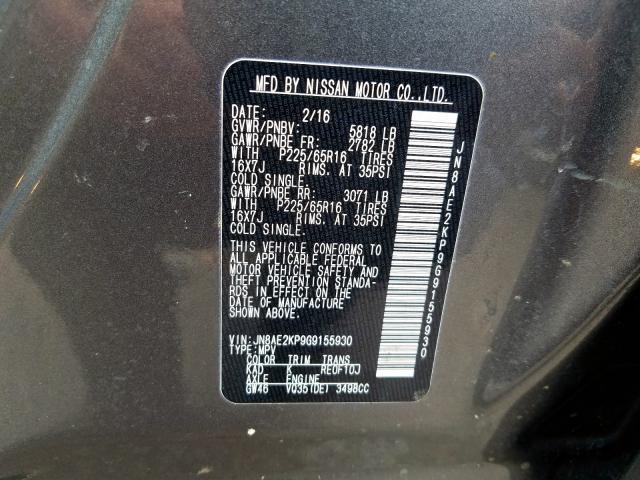 MFD BY NISSAN MOTOR CO.,LTD.
DATE: 2/16
GVWR/PNBV: 5818 LB
GAWR/PNBE FR: 2782 LB
WITH P225/65R16 TIRES
16X7J RIMS. AT 35PSI
COLD SINGLE.
GAWR/PNBE RR: 3071 LB
WITH P225/65R16 TIRES
16X7J RIMS. AT 35PSI
COLD SINGLE.
THIS VEHICLE CONFORMS TO
ALL APPLICABLE FEDERAL
MOTOR VEHICLE SAFETY AND
THEFT PREVENTION STANDA-
RDS IN EFFECT ON THE
DATE OF MANUFACTURE
SHOWN ABOVE.
VIN: JN8AE2KP9G9155930
TYPE: MPV
COLOR TRIM TRANS
KAD K RE0F10J
AXLE ENGINE
GW46 VQ35(DE) 3498CC
JN8AE2KP9G9155930